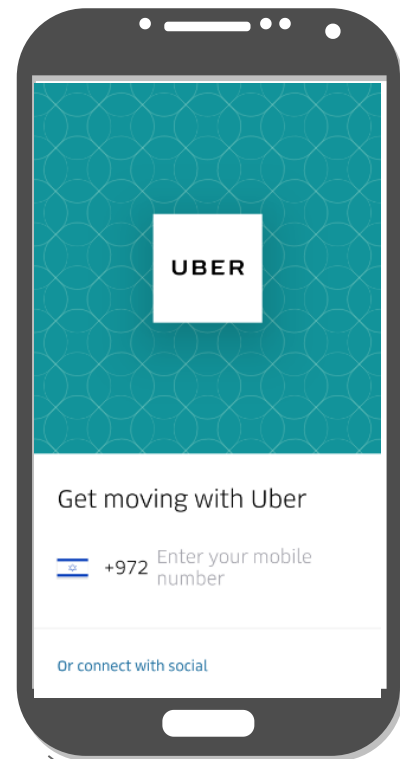 UBER
Get moving with Uber
+972 Enter your mobile
number
Or connect with social